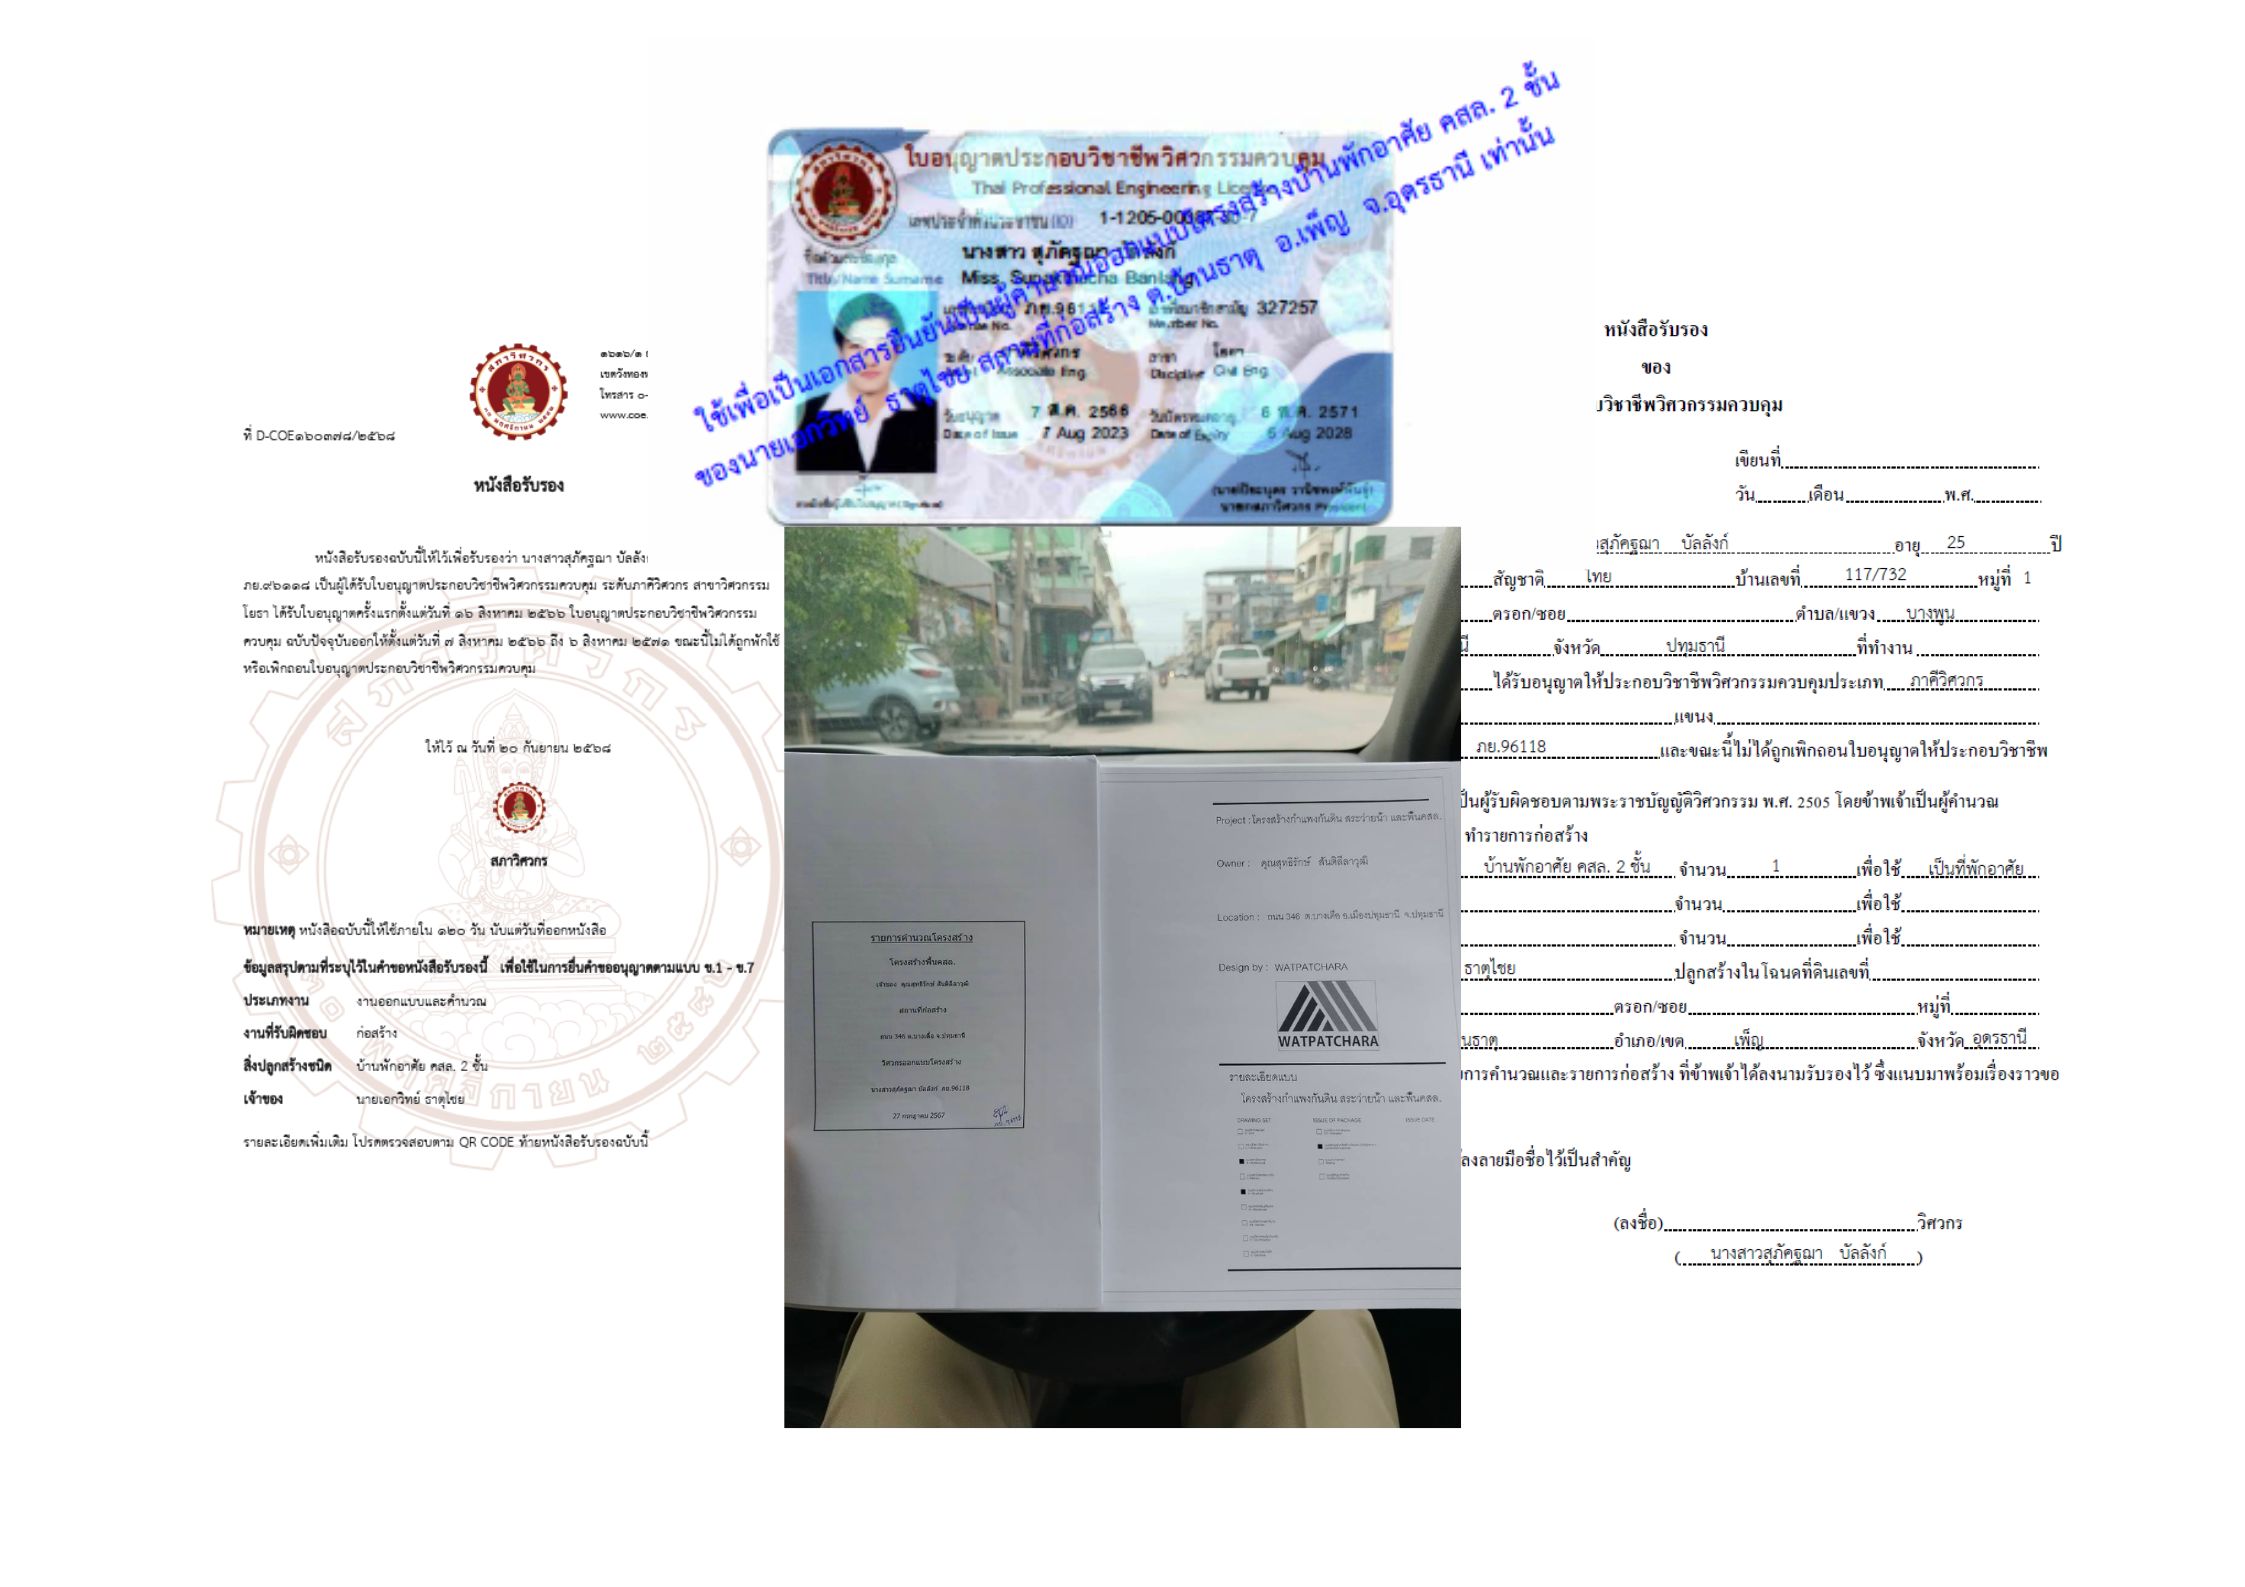 ใบอนุญาตประกอบวิชาชีพวิศวกรรมควบคุม
Thai Professional Engineering License
เลขประจำตัวประชาชน (ID) 1-1205-00
นางสาว สุภัคฐณา บัลลังก์
Title/Name Surname Miss.
ภย.96118 327257
Member No.
Associate Eng. สาขา โยธา
Discipline Civil Eng.
วันอนุญาต 7 ส.ค. 2566 วันบัตรหมดอายุ 6 ส.ค. 2571
Date of Issue 7 Aug 2023 Date of Expiry 6 Aug 2028
นายกสภาวิศวกร President
ใช้เพื่อเป็นเอกสารยืนยันเป็นผู้คำนวณออกแบบโครงสร้างบ้านพักอาศัย คสล. 2 ชั้น
ของนายเอกวิทย์ ธาตุไชย สถานที่ก่อสร้าง ต.บ้านธาตุ อ.เพ็ญ จ.อุดรธานี เท่านั้น
๑๖๑๖/๑
เขตวังทอง
โทรสาร ๐-
www.coe.
ที่ D-COE๑๖๐๓๗๘/๒๕๖๘
หนังสือรับรอง
หนังสือรับรองฉบับนี้ให้ไว้เพื่อรับรองว่า นางสาวสุภัคฐณา บัลลัง
ภย.๙๖๑๑๘ เป็นผู้ได้รับใบอนุญาตประกอบวิชาชีพวิศวกรรมควบคุม ระดับภาคีวิศวกร สาขาวิศวกรรม
โยธา ได้รับใบอนุญาตครั้งแรกตั้งแต่วันที่ ๑๖ สิงหาคม ๒๕๖๖ ใบอนุญาตประกอบวิชาชีพวิศวกรรม
ควบคุม ฉบับปัจจุบันออกให้ตั้งแต่วันที่ ๗ สิงหาคม ๒๕๖๖ ถึง ๖ สิงหาคม ๒๕๗๑ ขณะนี้ไม่ได้ถูกพักใช้
หรือเพิกถอนใบอนุญาตประกอบวิชาชีพวิศวกรรมควบคุม
ให้ไว้ ณ วันที่ ๒๐ กันยายน ๒๕๖๘
สภาวิศวกร
หมายเหตุ หนังสือฉบับนี้ให้ใช้ภายใน ๑๒๐ วัน นับแต่วันที่ออกหนังสือ
ข้อมูลสรุปตามที่ระบุไว้ในคำขอหนังสือรับรองนี้ เพื่อใช้ในการยื่นคำขออนุญาตตามแบบ ข.1 - ข.7
ประเภทงาน งานออกแบบและคำนวณ
งานที่รับผิดชอบ ก่อสร้าง
สิ่งปลูกสร้างชนิด บ้านพักอาศัย คสล. 2 ชั้น
เจ้าของ นายเอกวิทย์ ธาตุไชย
รายละเอียดเพิ่มเติม โปรดตรวจสอบตาม QR CODE ท้ายหนังสือรับรองฉบับนี้
รายการคำนวณโครงสร้าง
โครงสร้างพื้นคสล.
เจ้าของ คุณสุทธิรักษ์ สันติลีลาวุฒิ
สถานที่ก่อสร้าง
ถนน 346 ต.บางเดื่อ จ.ปทุมธานี
วิศวกรออกแบบโครงสร้าง
นางสาวสุภัคฐณา บัลลังก์ ภย.96118
27 กรกฎาคม 2567
Project : โครงสร้างกำแพงกันดิน สระว่ายน้ำ และพื้นคสล.
Owner : คุณสุทธิรักษ์ สันติลีลาวุฒิ
Location : ถนน 346 ต.บางเดื่อ อ.เมืองปทุมธานี จ.ปทุมธานี
Design by : WATPATCHARA
WATPATCHARA
รายละเอียดแบบ
โครงสร้างกำแพงกันดิน สระว่ายน้ำ และพื้นคสล.
DRAWING SET ISSUE OF PACKAGE ISSUE DATE
หนังสือรับรอง
ของ
วิชาชีพวิศวกรรมควบคุม
เขียนที่
วัน เดือน พ.ศ.
สุภัคฐณา บัลลังก์ อายุ 25 ปี
สัญชาติ ไทย บ้านเลขที่ 117/732 หมู่ที่ 1
ตรอก/ซอย ตำบล/แขวง บางพูน
จังหวัด ปทุมธานี ที่ทำงาน
ได้รับอนุญาตให้ประกอบวิชาชีพวิศวกรรมควบคุมประเภท ภาคีวิศวกร
แขนง
ภย.96118 และขณะนี้ไม่ได้ถูกเพิกถอนใบอนุญาตให้ประกอบวิชาชีพ
เป็นผู้รับผิดชอบตามพระราชบัญญัติวิศวกรรม พ.ศ. 2505 โดยข้าพเจ้าเป็นผู้คำนวณ
ทำรายการก่อสร้าง
บ้านพักอาศัย คสล. 2 ชั้น จำนวน 1 เพื่อใช้ เป็นที่พักอาศัย
จำนวน เพื่อใช้
จำนวน เพื่อใช้
ธาตุไชย ปลูกสร้างในโฉนดที่ดินเลขที่
ตรอก/ซอย หมู่ที่
นธาตุ อำเภอ/เขต เพ็ญ จังหวัด อุดรธานี
การคำนวณและรายการก่อสร้าง ที่ข้าพเจ้าได้ลงนามรับรองไว้ ซึ่งแนบมาพร้อมเรื่องราวขอ
ลงลายมือชื่อไว้เป็นสำคัญ
(ลงชื่อ) วิศวกร
( นางสาวสุภัคฐณา บัลลังก์ )